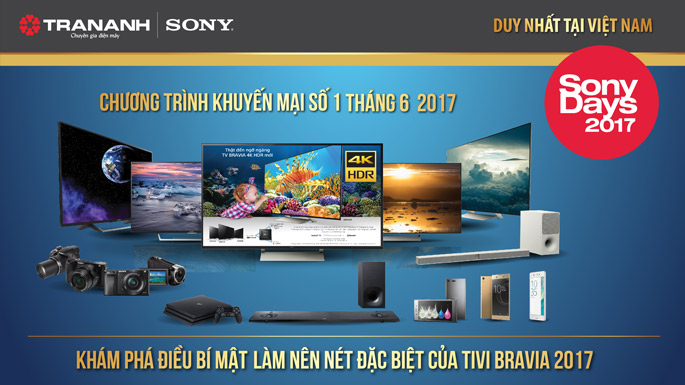 TRANANH
Chuyên gia điện máy
SONY
DUY NHẤT TẠI VIỆT NAM
Sony
Days
2017
CHƯƠNG TRÌNH KHUYẾN MẠI SỐ 1 THÁNG 6 2017
Thật đến ngỡ ngàng
TV BRAVIA 4K HDR mới
4K
HDR
KHÁM PHÁ ĐIỀU BÍ MẬT LÀM NÊN NÉT ĐẶC BIỆT CỦA TIVI BRAVIA 2017